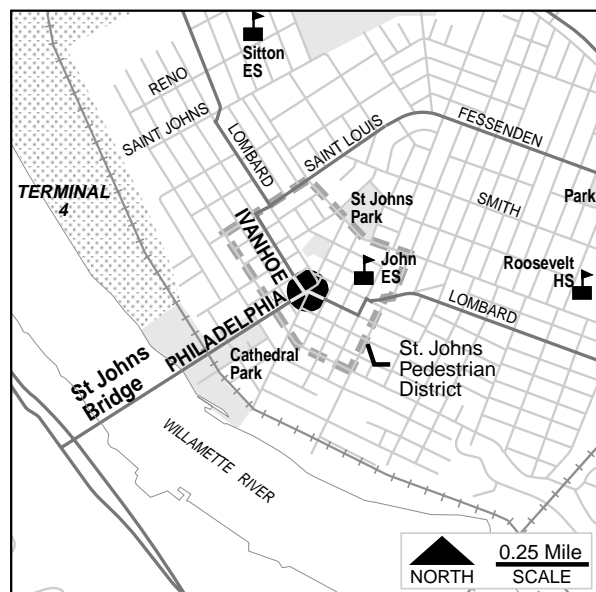 Sitton
ES
RENO
SAINT JOHNS
LOMBARD
SAINT LOUIS
FESSENDEN
TERMINAL
4
St Johns
Park
SMITH
Park
IVANHOE
John
ES
Roosevelt
HS
LOMBARD
PHILADELPHIA
St Johns
Bridge
Cathedral
Park
St. Johns
Pedestrian
District
WILLAMETTE RIVER
NORTH
0.25 Mile
SCALE